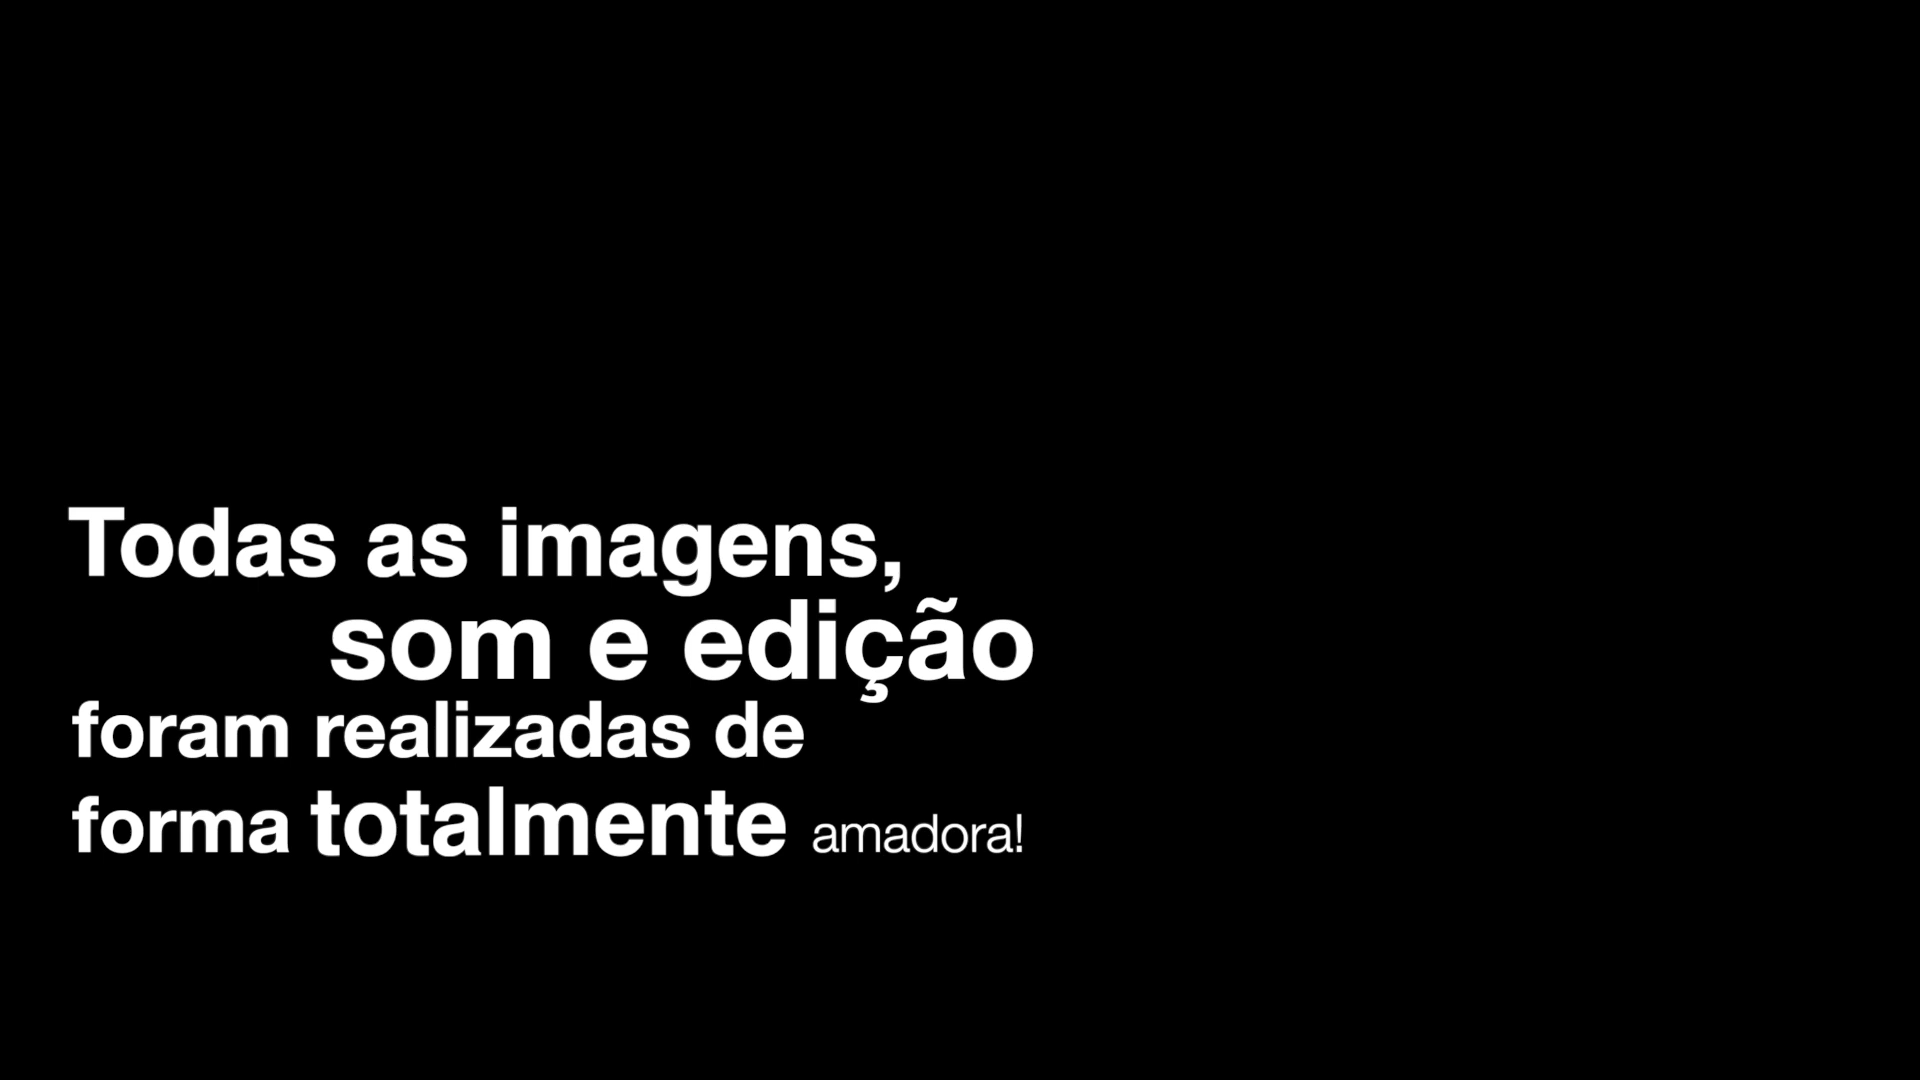 Todas as imagens,
som e edição
foram realizadas de
forma totalmente amadora!